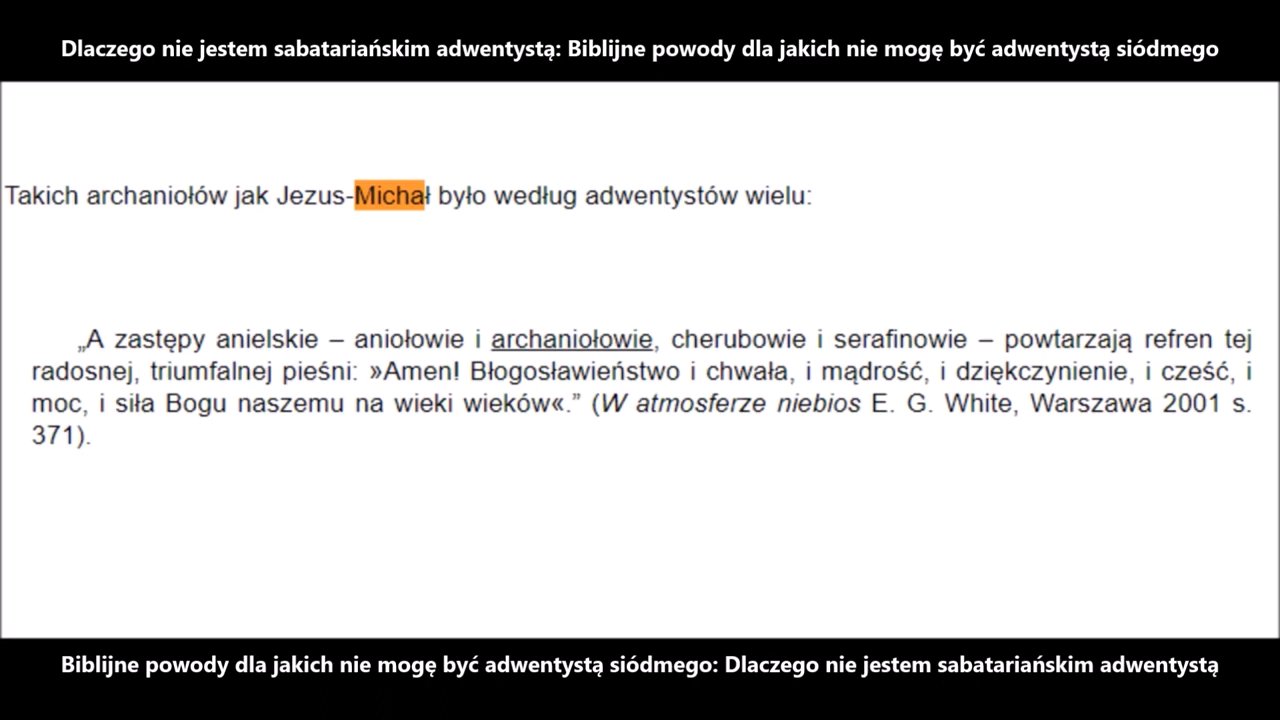 Dlaczego nie jestem sabatariańskim adwentystą: Biblijne powody dla jakich nie mogę być adwentystą siódmego
Takich archaniołów jak Jezus-Michał było według adwentystów wielu:
„A zastępy anielskie – aniołowie i archaniołowie, cherubowie i serafinowie – powtarzają refren tej
radosnej, triumfalnej pieśni: »Amen! Błogosławieństwo i chwała, i mądrość, i dziękczynienie, i cześć, i
moc, i siła Bogu naszemu na wieki wieków«.” (W atmosferze niebios E. G. White, Warszawa 2001 s.
371).
Biblijne powody dla jakich nie mogę być adwentystą siódmego: Dlaczego nie jestem sabatariańskim adwentystą